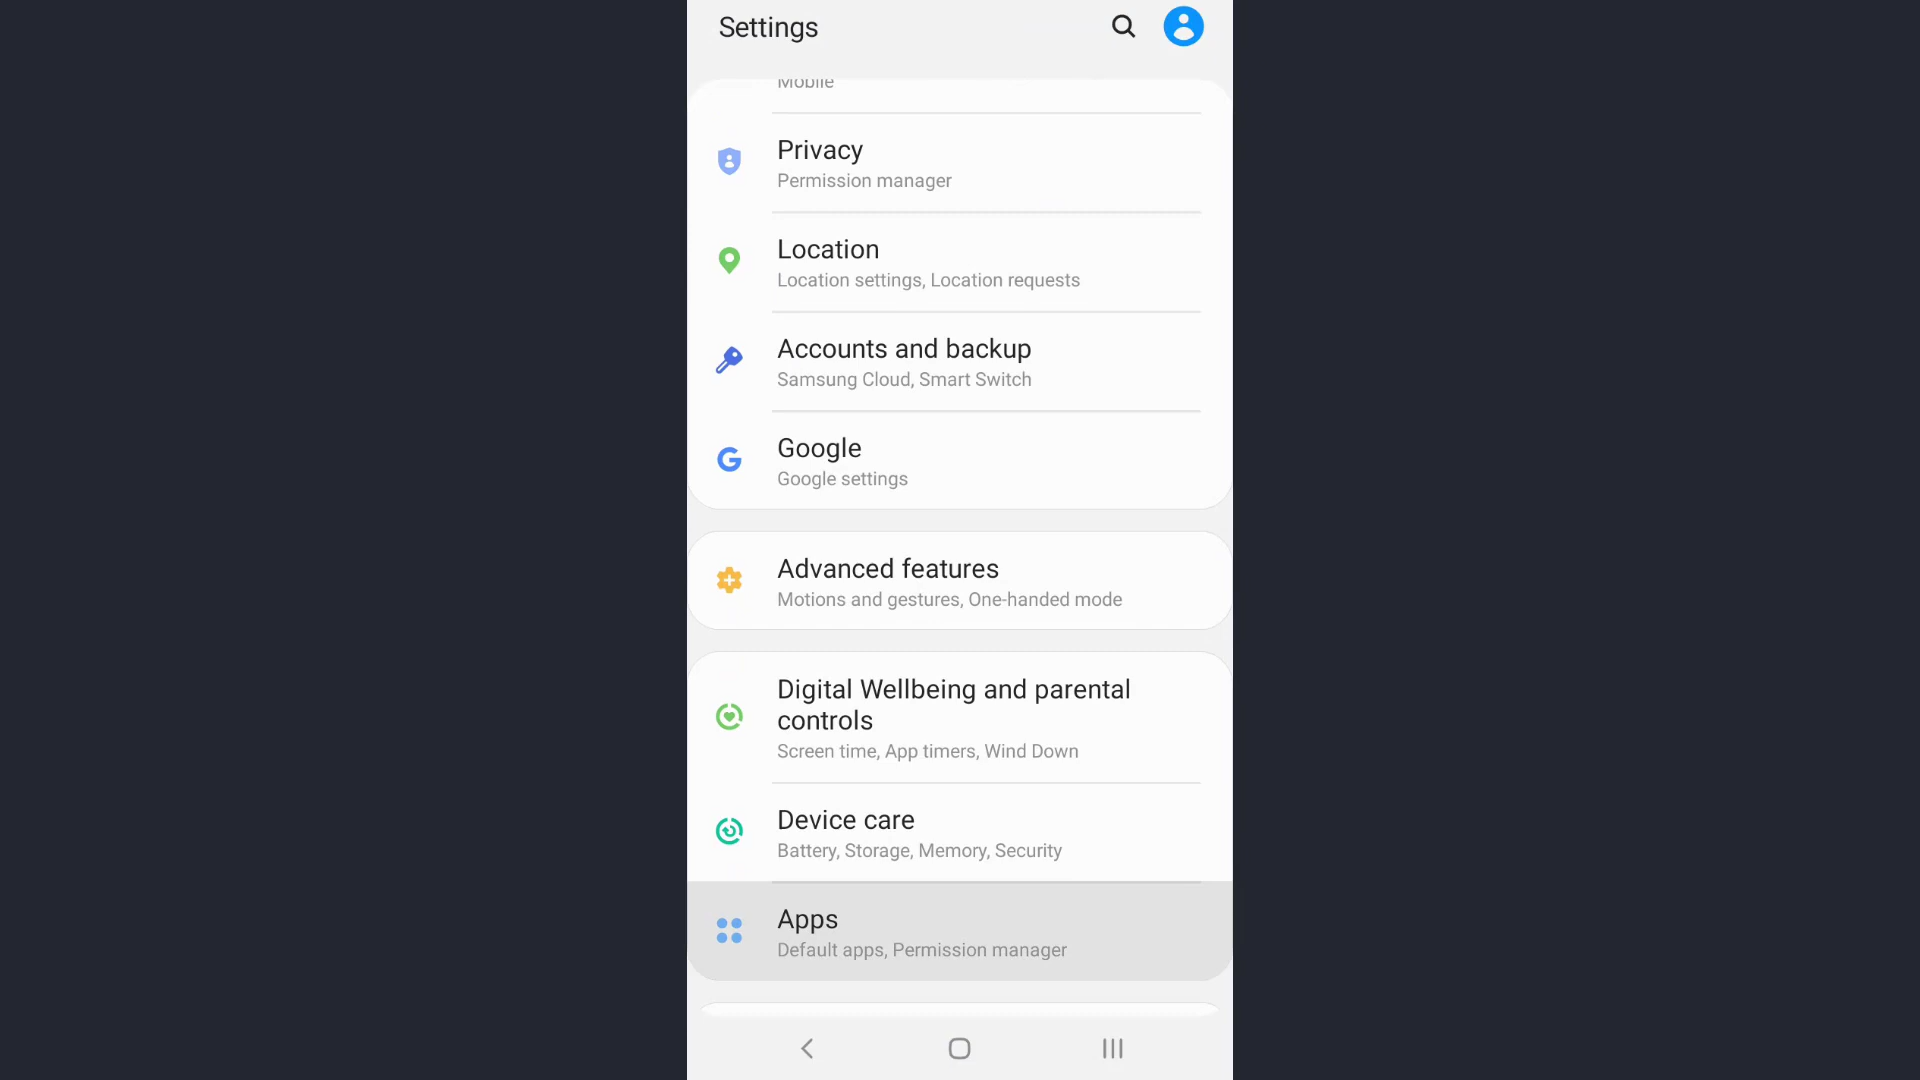 Settings
Mobile
Privacy
Permission manager
Location
Location settings, Location requests
Accounts and backup
Samsung Cloud, Smart Switch
Google
Google settings
Advanced features
Motions and gestures, One-handed mode
Digital Wellbeing and parental
controls
Screen time, App timers, Wind Down
Device care
Battery, Storage, Memory, Security
Apps
Default apps, Permission manager